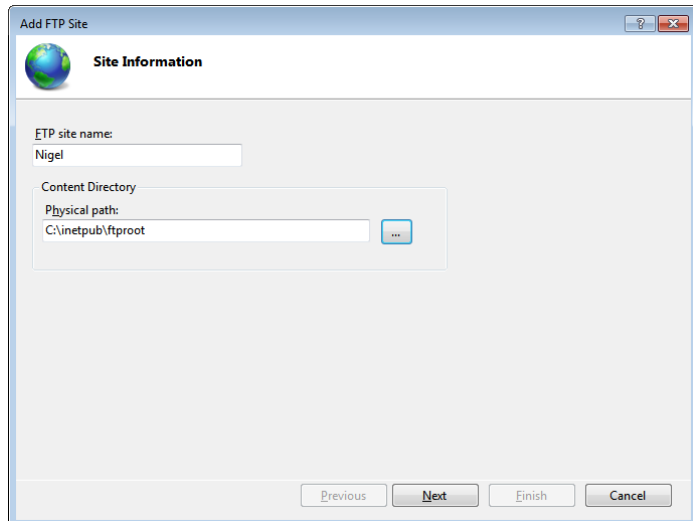 Add FTP Site
?
Site Information
FTP site name:
Nigel
Content Directory
Physical path:
C:\inetpub\ftproot
...
Previous Next Finish Cancel